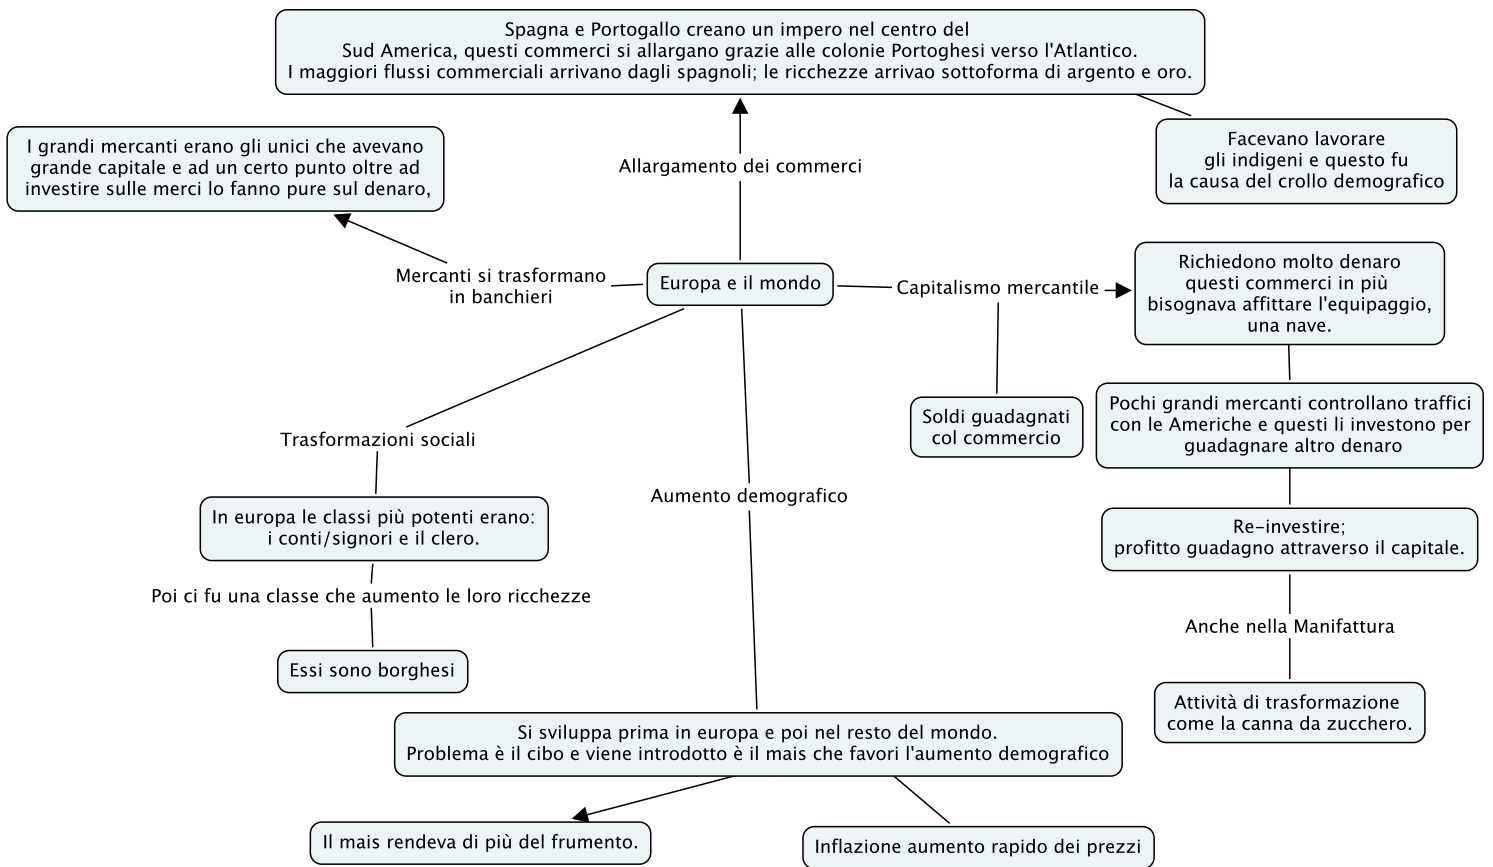 Spagna e Portogallo creano un impero nel centro del
Sud America, questi commerci si allargano grazie alle colonie Portoghesi verso l'Atlantico.
I maggiori flussi commerciali arrivano dagli spagnoli; le ricchezze arrivao sottoforma di argento e oro.
Facevano lavorare
gli indigeni e questo fu
la causa del crollo demografico
I grandi mercanti erano gli unici che avevano
grande capitale e ad un certo punto oltre ad
investire sulle merci lo fanno pure sul denaro,
Allargamento dei commerci
Mercanti si trasformano
in banchieri
Europa e il mondo
Capitalismo mercantile
Richiedono molto denaro
questi commerci in più
bisognava affittare l'equipaggio,
una nave.
Soldi guadagnati
col commercio
Pochi grandi mercanti controllano traffici
con le Americhe e questi li investono per
guadagnare altro denaro
Re-investire;
profitto guadagno attraverso il capitale.
Anche nella Manifattura
Attività di trasformazione
come la canna da zucchero.
Trasformazioni sociali
In europa le classi più potenti erano:
i conti/signori e il clero.
Poi ci fu una classe che aumento le loro ricchezze
Essi sono borghesi
Aumento demografico
Si sviluppa prima in europa e poi nel resto del mondo.
Problema è il cibo e viene introdotto è il mais che favori l'aumento demografico
Il mais rendeva di più del frumento.
Inflazione aumento rapido dei prezzi